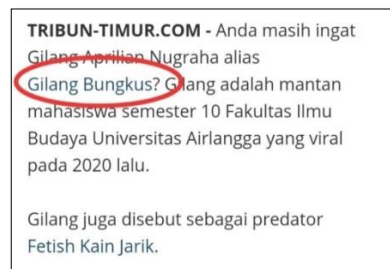 TRIBUN-TIMUR.COM - Anda masih ingat
Gilang Aprilian Nugraha alias
Gilang Bungkus? Gilang adalah mantan
mahasiswa semester 10 Fakultas Ilmu
Budaya Universitas Airlangga yang viral
pada 2020 lalu.
Gilang juga disebut sebagai predator
Fetish Kain Jarik.